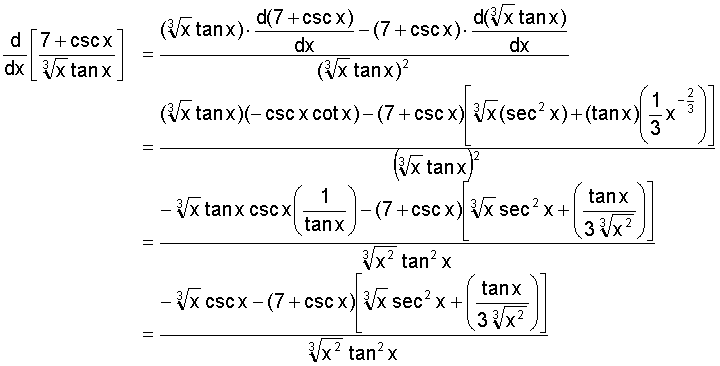 \frac{d}{dx}\left[\frac{7+\csc x}{\sqrt[3]{x}\tan x}\right] = \frac{(\sqrt[3]{x}\tan x)\cdot\frac{d(7+\csc x)}{dx}-(7+\csc x)\cdot\frac{d(\sqrt[3]{x}\tan x)}{dx}}{(\sqrt[3]{x}\tan x)^2}
= \frac{(\sqrt[3]{x}\tan x)(-\csc x\cot x)-(7+\csc x)\left[\sqrt[3]{x}(\sec^2 x)+(\tan x)\left(\frac{1}{3}x^{-\frac{2}{3}}\right)\right]}{\left(\sqrt[3]{x}\tan x\right)^2}
= \frac{-\sqrt[3]{x}\tan x\csc x\left(\frac{1}{\tan x}\right)-(7+\csc x)\left[\sqrt[3]{x}\sec^2 x+\left(\frac{\tan x}{3\sqrt[3]{x^2}}\right)\right]}{\sqrt[3]{x^2}\tan^2 x}
= \frac{-\sqrt[3]{x}\csc x-(7+\csc x)\left[\sqrt[3]{x}\sec^2 x+\left(\frac{\tan x}{3\sqrt[3]{x^2}}\right)\right]}{\sqrt[3]{x^2}\tan^2 x}